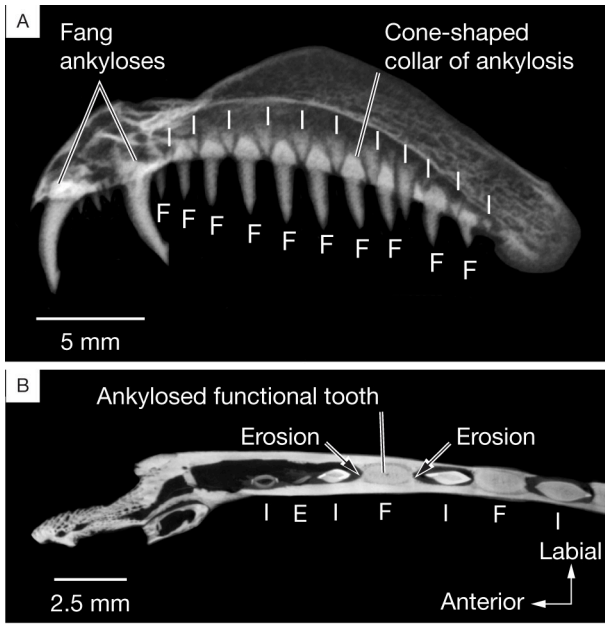 A
Fang
ankyloses
Cone-shaped
collar of ankylosis
I I I I I I I I I I I
F F F F F F F F F F
5 mm
B
Ankylosed functional tooth
Erosion Erosion
I E I F I F I
Labial
Anterior
2.5 mm